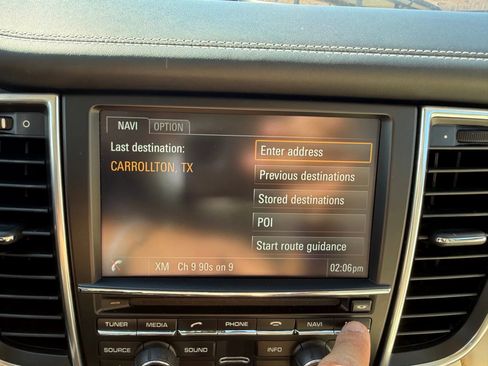 NAVI OPTION
Last destination:
CARROLLTON, TX
Enter address
Previous destinations
Stored destinations
POI
Start route guidance
XM Ch 9 90s on 9 02:06pm
TUNER MEDIA PHONE NAVI
SOURCE SOUND INFO